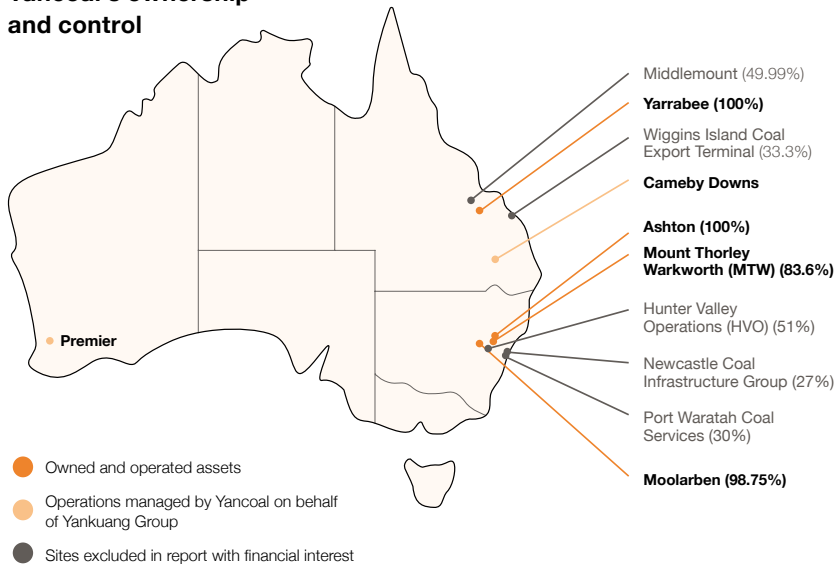 Yancoal's ownership
and control
Middlemount (49.99%)
Yarrabee (100%)
Wiggins Island Coal
Export Terminal (33.3%)
Cameby Downs
Ashton (100%)
Mount Thorley
Warkworth (MTW) (83.6%)
Hunter Valley
Operations (HVO) (51%)
Newcastle Coal
Infrastructure Group (27%)
Port Waratah Coal
Services (30%)
Moolarben (98.75%)
Premier
Owned and operated assets
Operations managed by Yancoal on behalf
of Yankuang Group
Sites excluded in report with financial interest